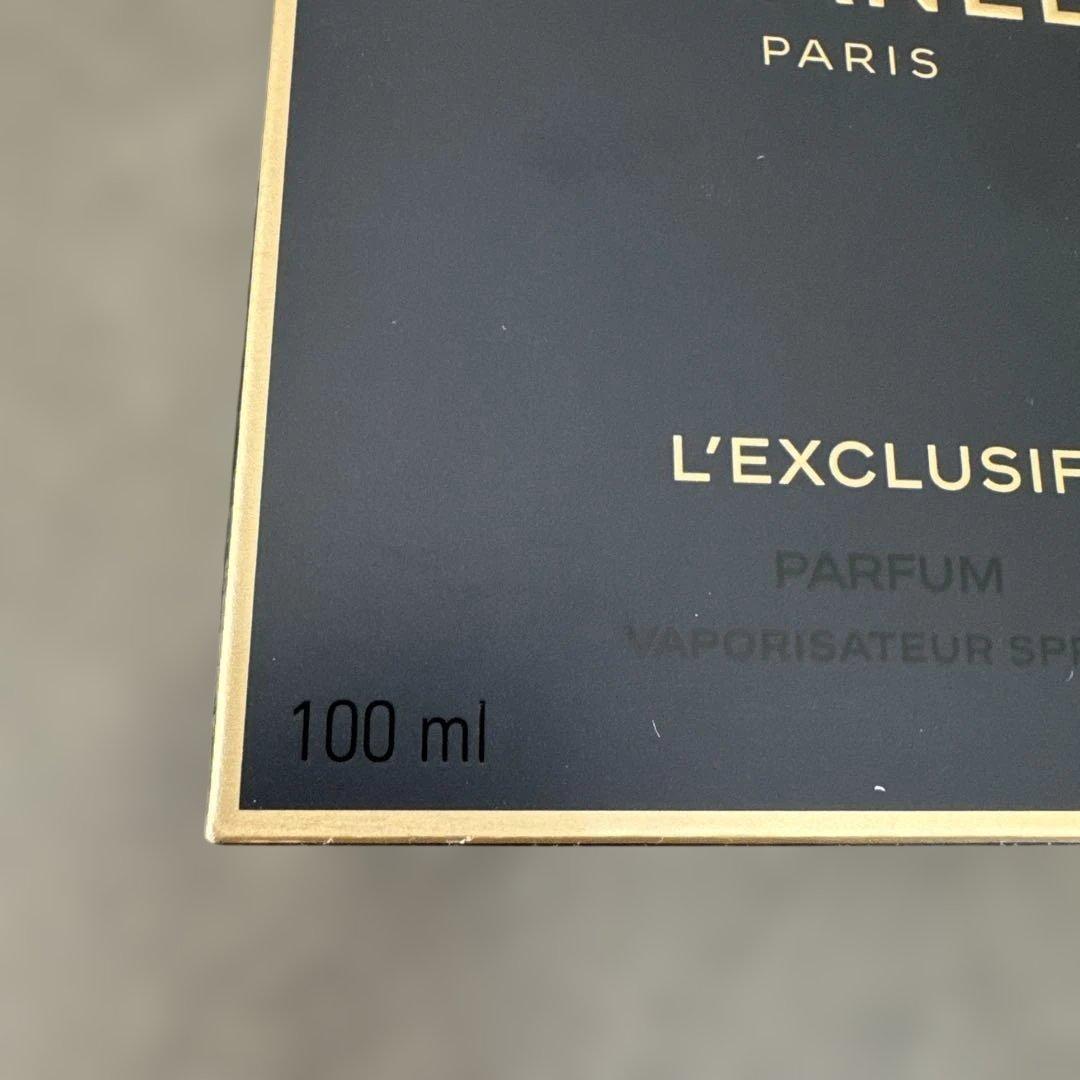 PARIS
L'EXCLUSIF
PARFUM
VAPORISATEUR
100 ml